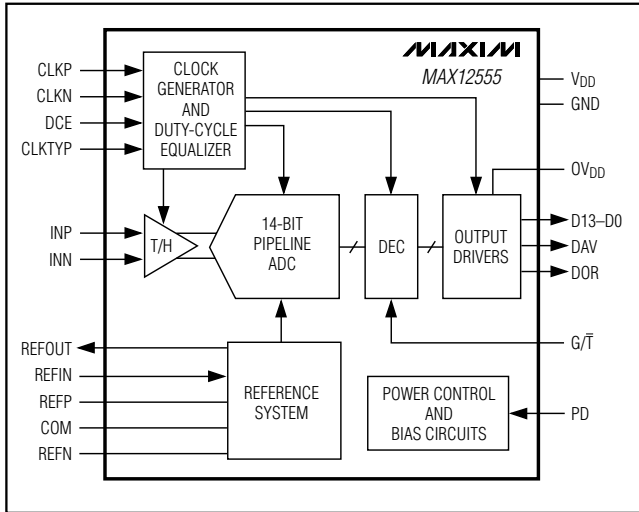 MAXIM
MAX12555
CLKP
CLKN
DCE
CLKTYP
CLOCK
GENERATOR
AND
DUTY-CYCLE
EQUALIZER
VDD
GND
OVDD
INP
INN
T/H
14-BIT
PIPELINE
ADC
DEC
OUTPUT
DRIVERS
D13–D0
DAV
DOR
G/T̅
REFOUT
REFIN
REFP
COM
REFN
REFERENCE
SYSTEM
POWER CONTROL
AND
BIAS CIRCUITS
PD